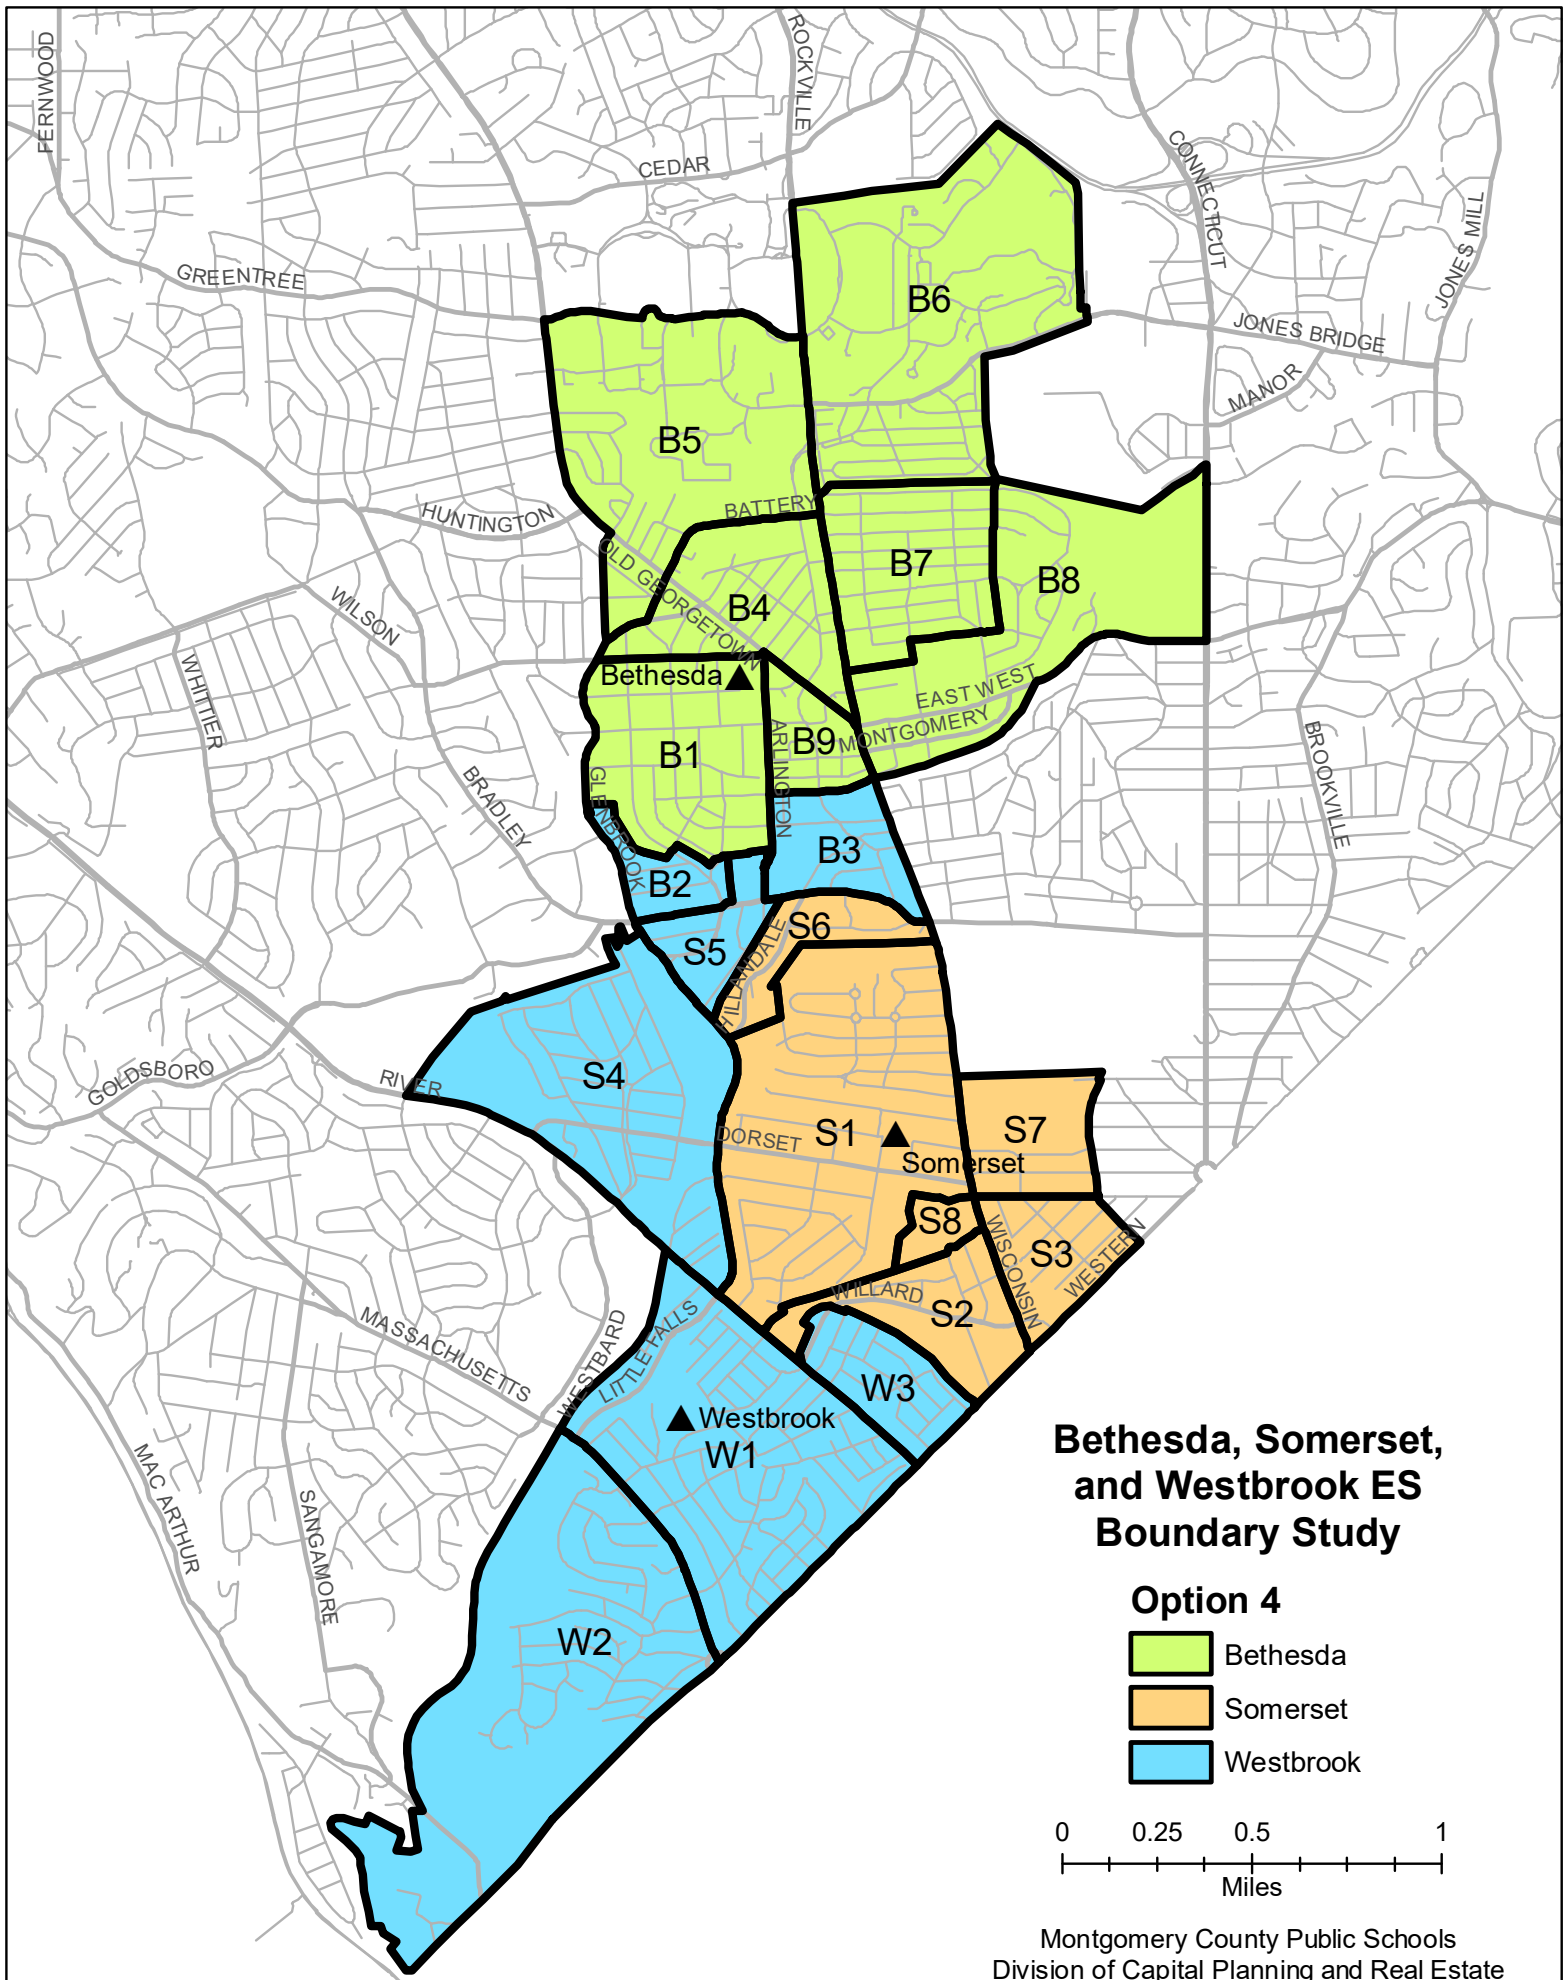 FERNWOOD
ROCKVILLE
CEDAR
CONNECTICUT
JONES MILL
GREENTREE
B6
JONES BRIDGE
MANOR
B5
BATTERY
HUNTINGTON
OLD GEORGETOWN
B7
B8
B4
WILSON
WHITTIER
Bethesda
EAST WEST
MONTGOMERY
ARLINGTON
B9
B1
BROOKVILLE
BRADLEY
GLENBROOK
B3
B2
S6
S5
HILLANDALE
S4
GOLDSBORO
RIVER
DORSET
S1
S7
Somerset
S8
WISCONSIN
S3
WESTERN
WILLARD
S2
MASSACHUSETTS
WESTBARD
LITTLE FALLS
W3
Westbrook
W1
MAC ARTHUR
SANGAMORE
W2
Bethesda, Somerset,
and Westbrook ES
Boundary Study
Option 4
Bethesda
Somerset
Westbrook
0 0.25 0.5 1
Miles
Montgomery County Public Schools
Division of Capital Planning and Real Estate